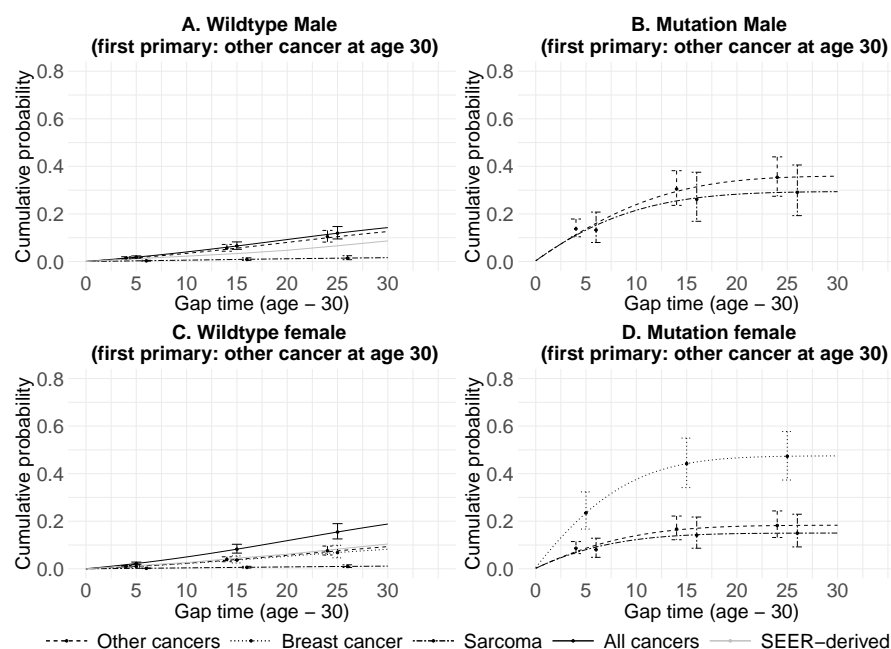 A. Wildtype Male
(first primary: other cancer at age 30)
Cumulative probability
0.8
0.6
0.4
0.2
0.0
0 5 10 15 20 25 30
Gap time (age − 30)
B. Mutation Male
(first primary: other cancer at age 30)
Cumulative probability
0.8
0.6
0.4
0.2
0.0
0 5 10 15 20 25 30
Gap time (age − 30)
C. Wildtype female
(first primary: other cancer at age 30)
Cumulative probability
0.8
0.6
0.4
0.2
0.0
0 5 10 15 20 25 30
Gap time (age − 30)
D. Mutation female
(first primary: other cancer at age 30)
Cumulative probability
0.8
0.6
0.4
0.2
0.0
0 5 10 15 20 25 30
Gap time (age − 30)
Other cancers Breast cancer Sarcoma All cancers SEER−derived